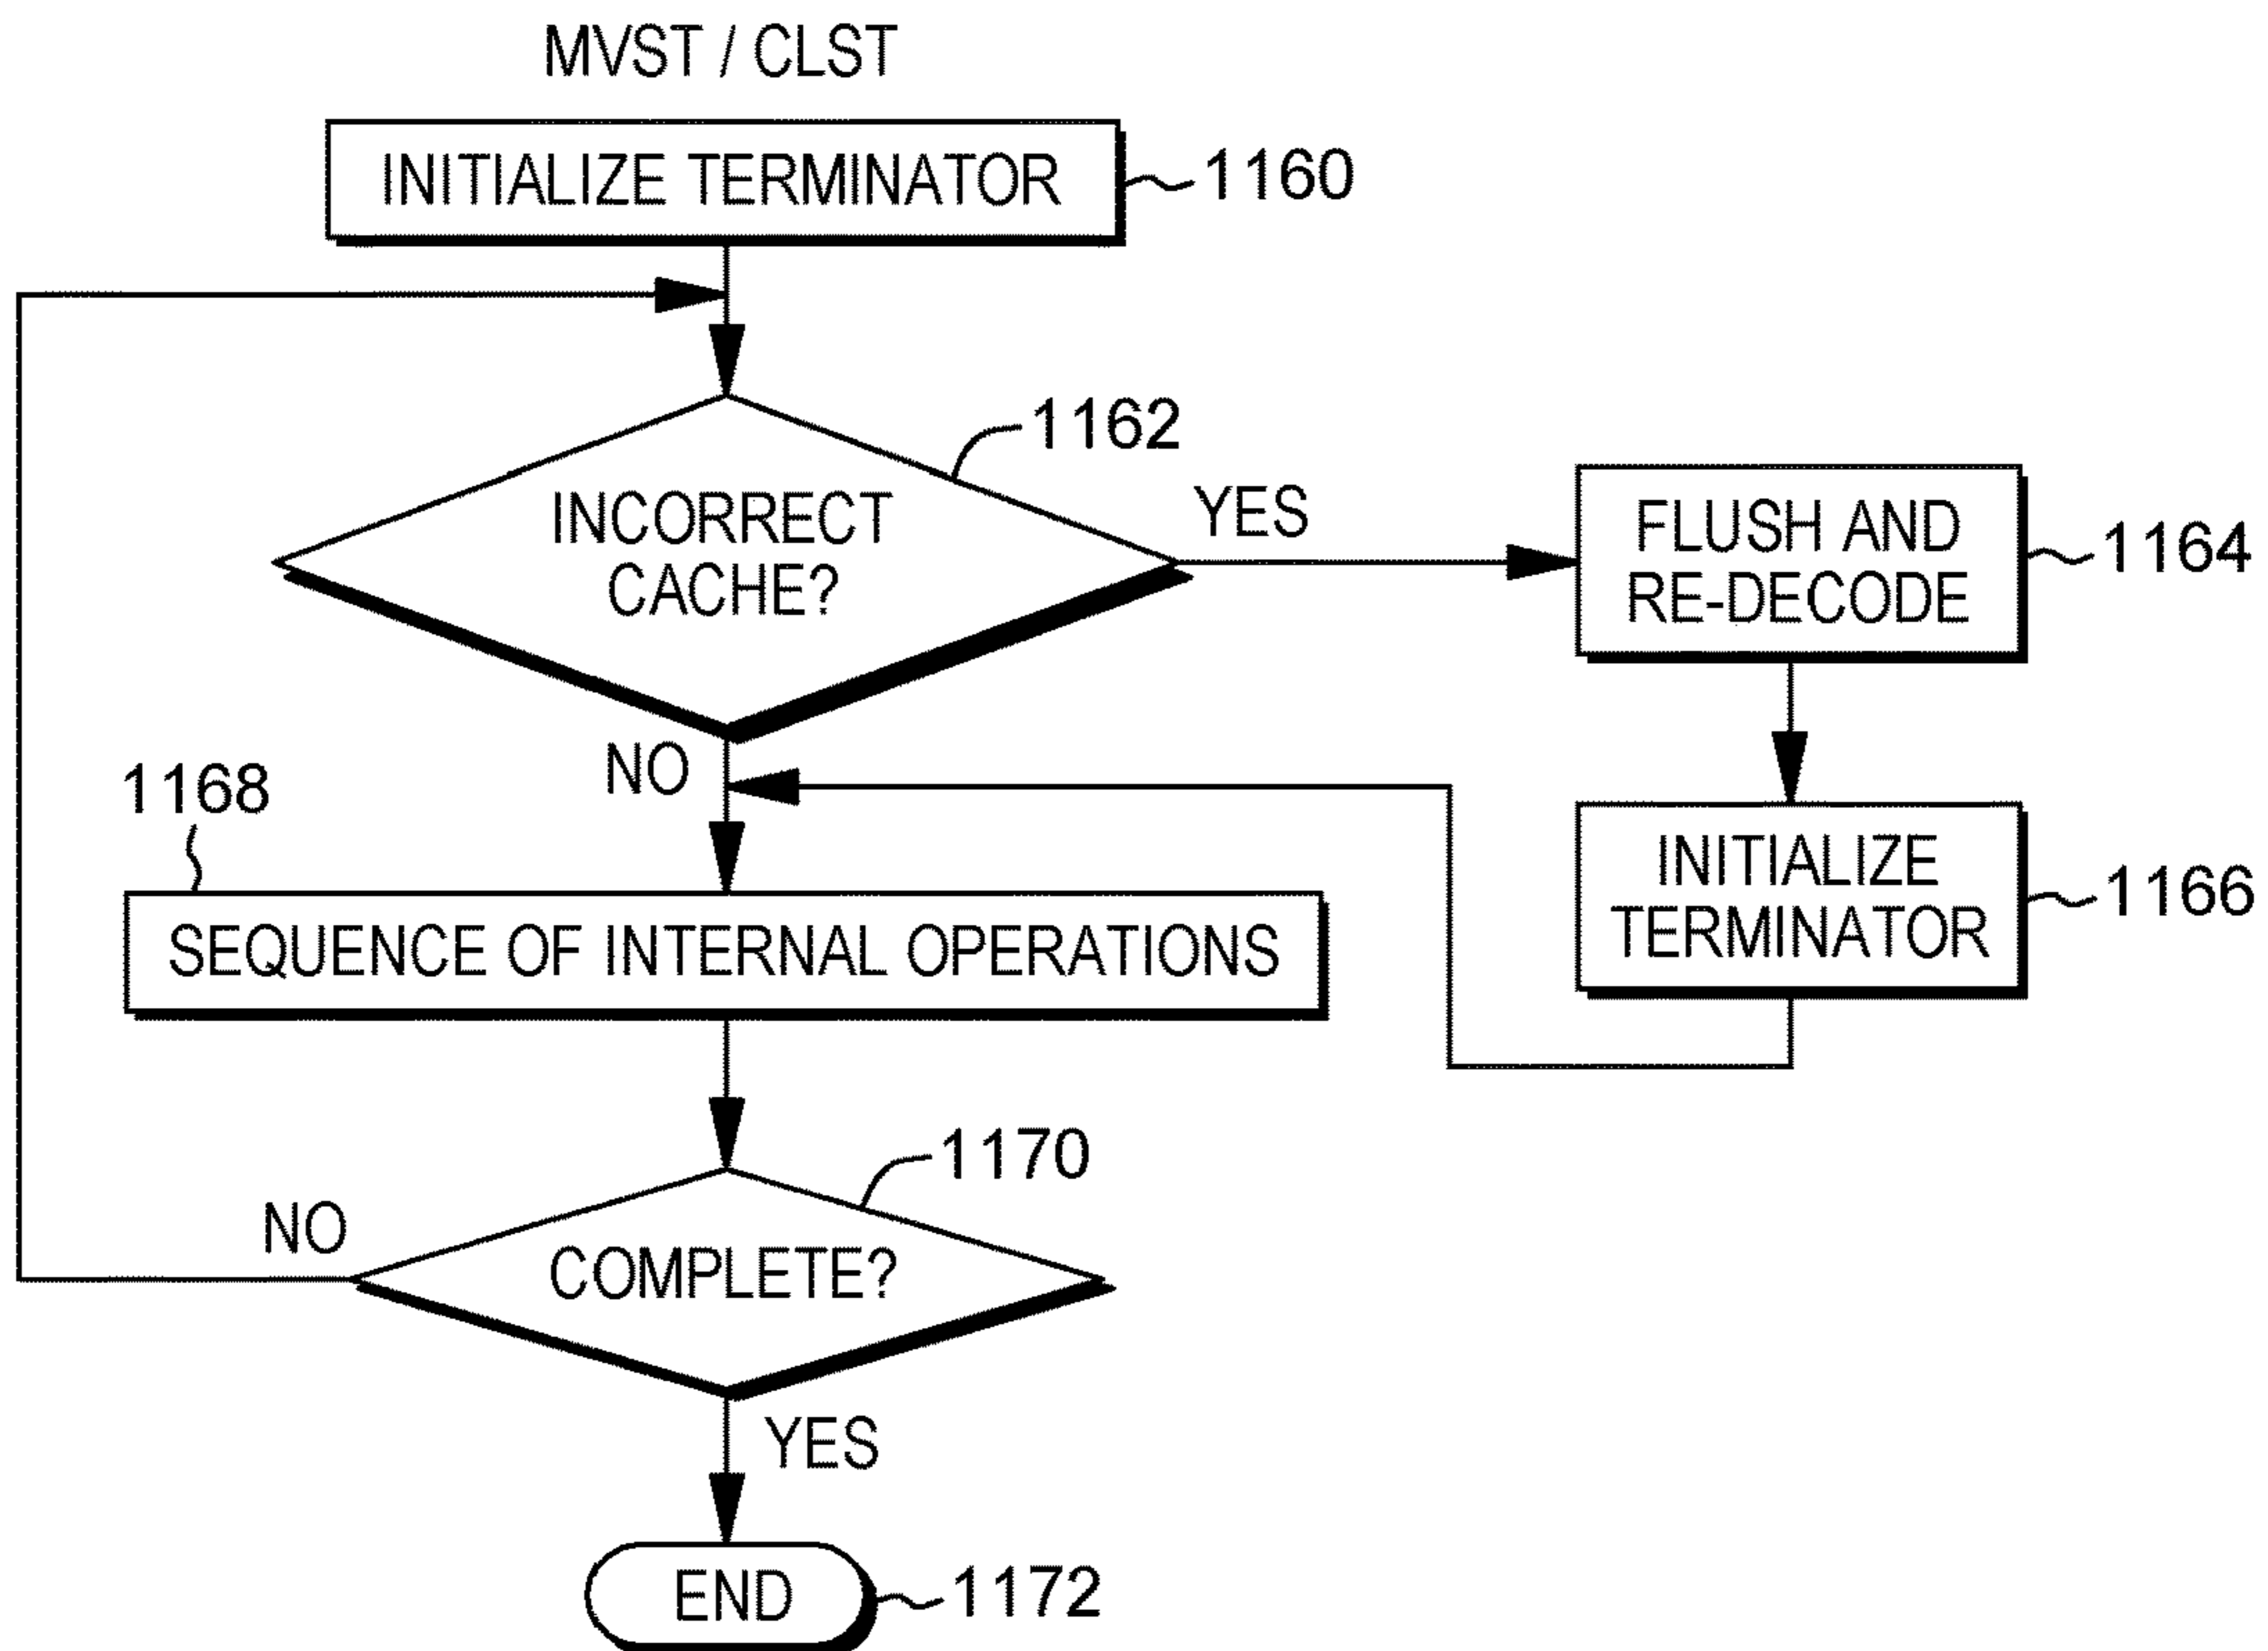 MVST / CLST
INITIALIZE TERMINATOR
1160
1162
INCORRECT
CACHE?
YES
FLUSH AND
RE-DECODE
1164
NO
1168
INITIALIZE
TERMINATOR
1166
SEQUENCE OF INTERNAL OPERATIONS
1170
NO
COMPLETE?
YES
END
1172